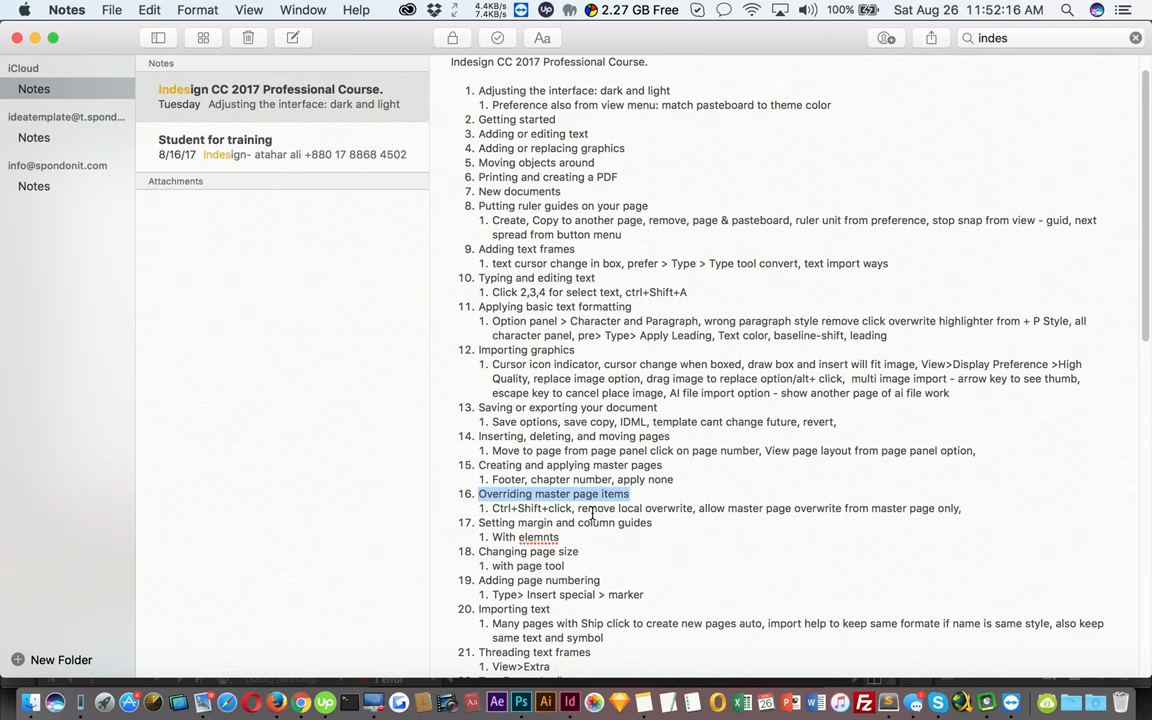 Notes File Edit Format View Window Help
4.4KB/s
7.4KB/s
2.27 GB Free
100%
Sat Aug 26 11:52:16 AM
Aa
indes
iCloud
Notes
ideatemplate@t.spond...
Notes
info@spondonit.com
Notes
New Folder
Notes
Indesign CC 2017 Professional Course.
Tuesday Adjusting the interface: dark and light
Student for training
8/16/17 Indesign- atahar ali +880 17 8868 4502
Attachments
Indesign CC 2017 Professional Course.
1. Adjusting the interface: dark and light
1. Preference also from view menu: match pasteboard to theme color
2. Getting started
3. Adding or editing text
4. Adding or replacing graphics
5. Moving objects around
6. Printing and creating a PDF
7. New documents
8. Putting ruler guides on your page
1. Create, Copy to another page, remove, page & pasteboard, ruler unit from preference, stop snap from view - guid, next
spread from button menu
9. Adding text frames
1. text cursor change in box, prefer > Type > Type tool convert, text import ways
10. Typing and editing text
1. Click 2,3,4 for select text, ctrl+Shift+A
11. Applying basic text formatting
1. Option panel > Character and Paragraph, wrong paragraph style remove click overwrite highlighter from + P Style, all
character panel, pre> Type> Apply Leading, Text color, baseline-shift, leading
12. Importing graphics
1. Cursor icon indicator, cursor change when boxed, draw box and insert will fit image, View>Display Preference >High
Quality, replace image option, drag image to replace option/alt+ click, multi image import - arrow key to see thumb,
escape key to cancel place image, AI file import option - show another page of ai file work
13. Saving or exporting your document
1. Save options, save copy, IDML, template cant change future, revert,
14. Inserting, deleting, and moving pages
1. Move to page from page panel click on page number, View page layout from page panel option,
15. Creating and applying master pages
1. Footer, chapter number, apply none
16. Overriding master page items
1. Ctrl+Shift+click, remove local overwrite, allow master page overwrite from master page only,
17. Setting margin and column guides
1. With elemnts
18. Changing page size
1. with page tool
19. Adding page numbering
1. Type> Insert special > marker
20. Importing text
1. Many pages with Ship click to create new pages auto, import help to keep same formate if name is same style, also keep
same text and symbol
21. Threading text frames
1. View>Extra